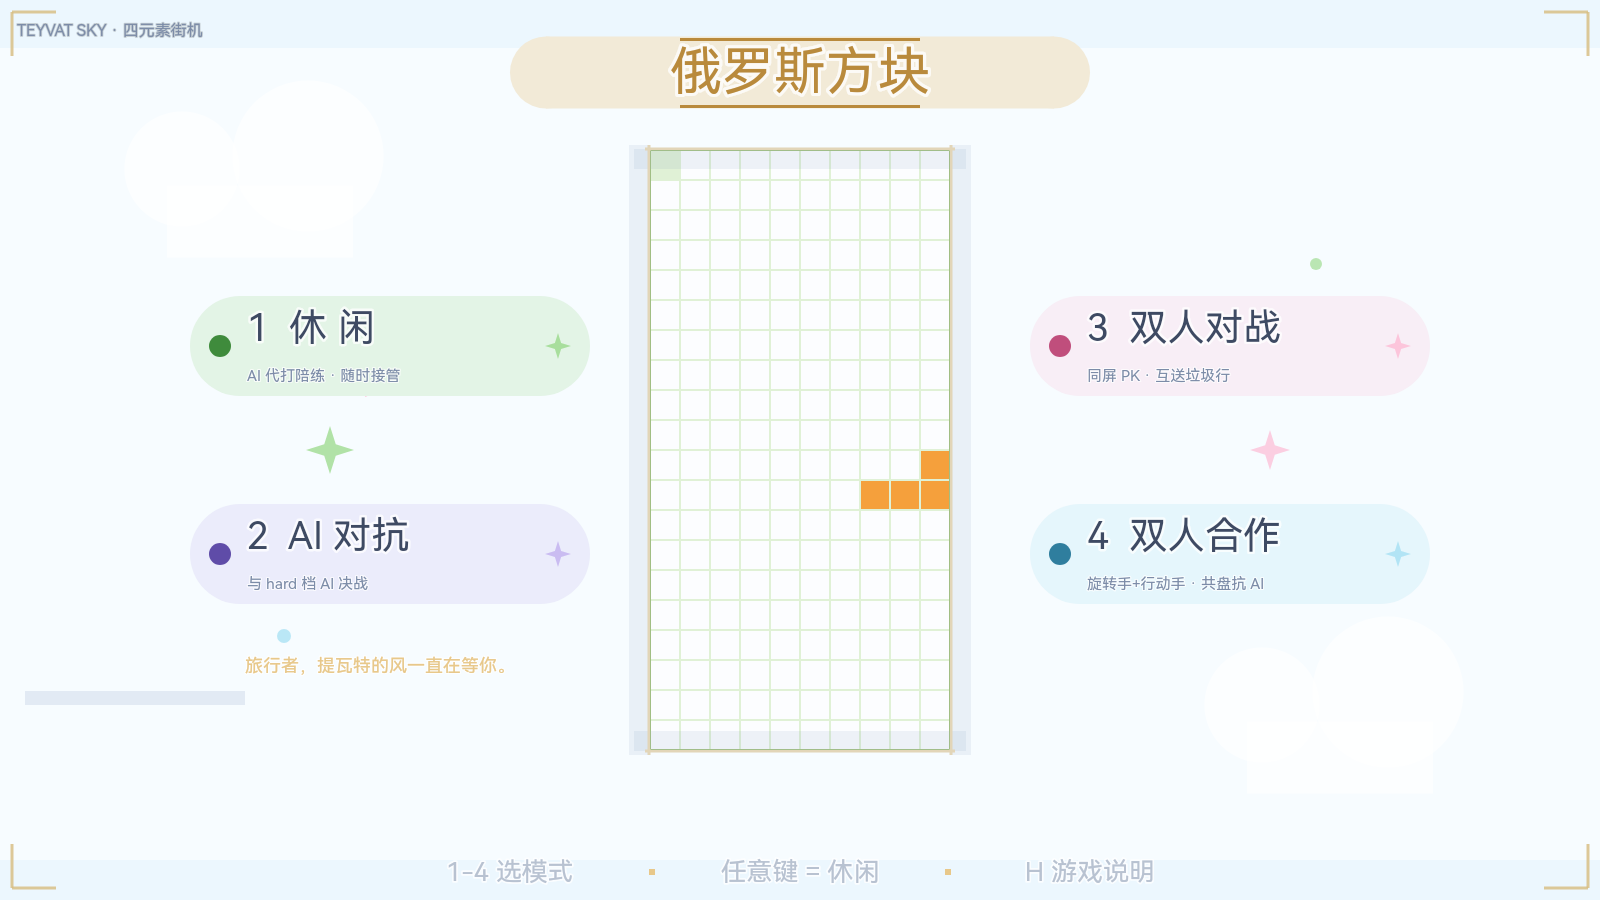 TEYVAT SKY · 四元素街机
俄罗斯方块
1 休 闲
AI 代打陪练 · 随时接管
2 AI 对抗
与 hard 档 AI 决战
旅行者，提瓦特的风一直在等你。
3 双人对战
同屏 PK · 互送垃圾行
4 双人合作
旋转手+行动手 · 共盘抗 AI
1-4 选模式 · 任意键 = 休闲 · H 游戏说明